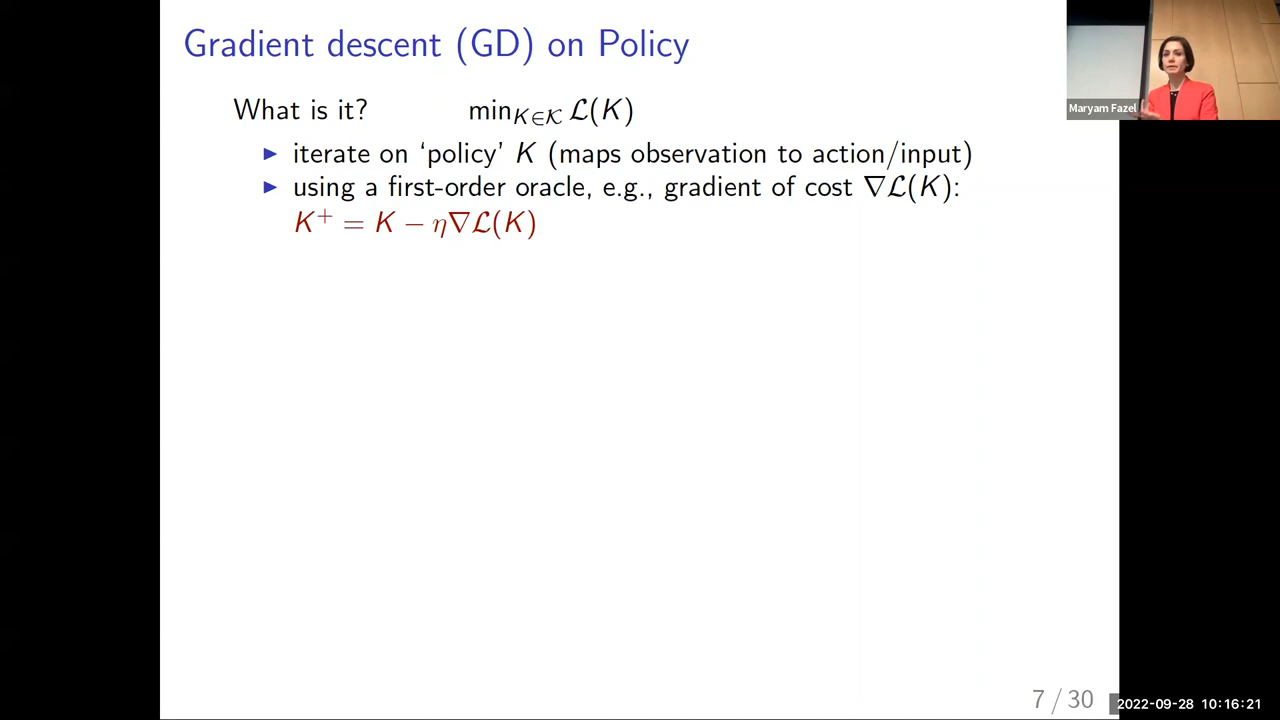 Gradient descent (GD) on Policy
What is it? min_{K∈𝒦} ℒ(K)
▶ iterate on ‘policy’ K (maps observation to action/input)
▶ using a first-order oracle, e.g., gradient of cost ∇ℒ(K):
K⁺ = K − η∇ℒ(K)
Maryam Fazel
7 / 30
2022-09-28 10:16:21